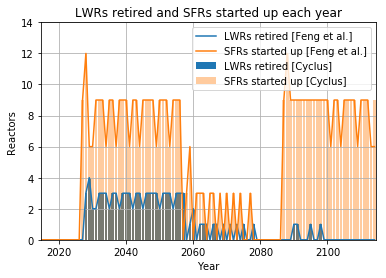 LWRs retired and SFRs started up each year
14
12
10
8
6
4
2
0
Reactors
LWRs retired [Feng et al.]
SFRs started up [Feng et al.]
LWRs retired [Cyclus]
SFRs started up [Cyclus]
2020
2040
2060
2080
2100
Year